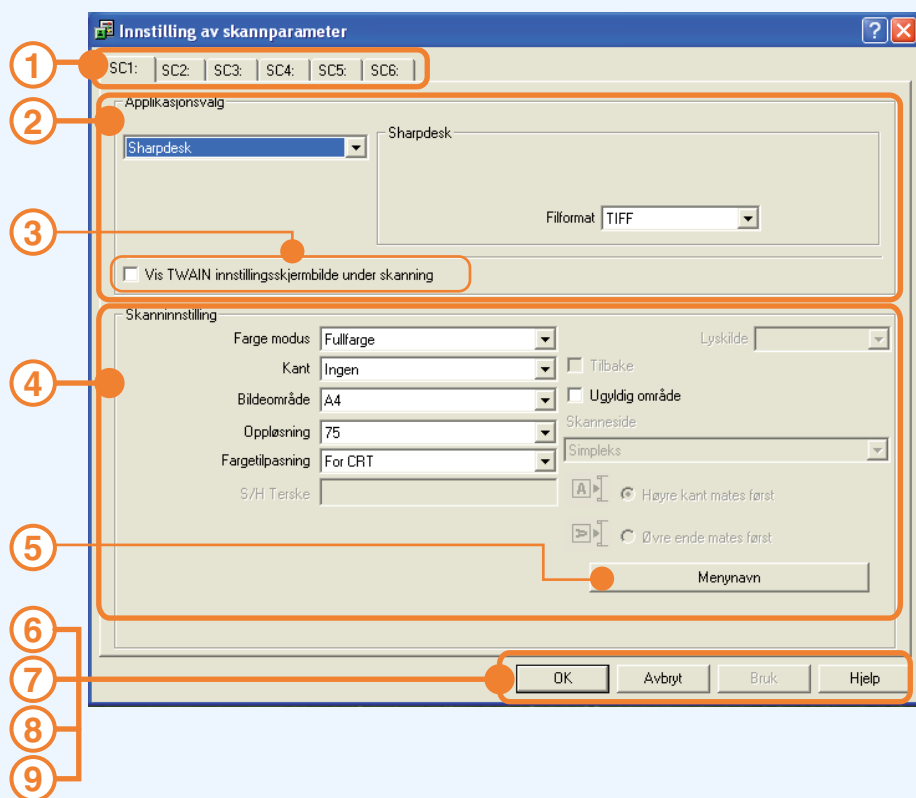 Innstilling av skannparameter
1
SC1: SC2: SC3: SC4: SC5: SC6:
2
Applikasjonsvalg
Sharpdesk
Sharpdesk
Filformat TIFF
3
Vis TWAIN innstillingsskjermbilde under skanning
4
Skanninnstilling
Farge modus Fullfarge
Lyskilde
Kant Ingen
Tilbake
Bildeområde A4
Ugyldig område
Oppløsning 75
Skanneside
Simpleks
Fargetilpasning For CRT
S/H Terske
A Høyre kant mates først
A Øvre ende mates først
5
Menynavn
6
7
OK Avbryt Bruk Hjelp
8
9